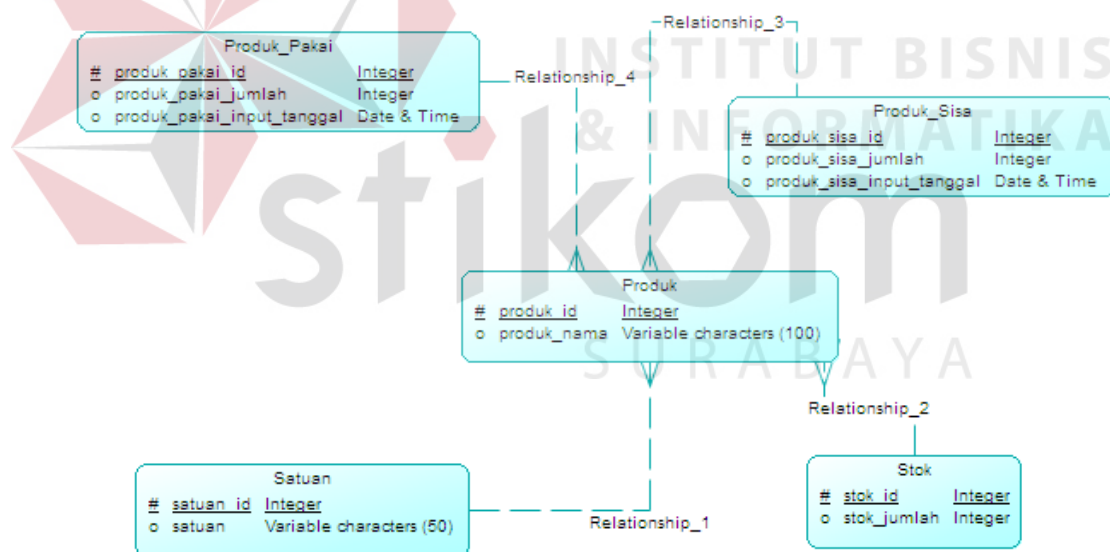 INSTITUT BISNIS
& INFORMATIKA
stikom
SURABAYA
Relationship_3
Produk_Pakai
# produk_pakai_id Integer
o produk_pakai_jumlah Integer
o produk_pakai_input_tanggal Date & Time
Relationship_4
Produk_Sisa
# produk_sisa_id Integer
o produk_sisa_jumlah Integer
o produk_sisa_input_tanggal Date & Time
Produk
# produk_id Integer
o produk_nama Variable characters (100)
Relationship_2
Satuan
# satuan_id Integer
o satuan Variable characters (50)
Relationship_1
Stok
# stok_id Integer
o stok_jumlah Integer